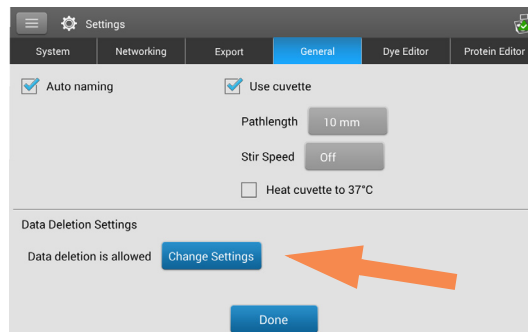 Settings
System Networking Export General Dye Editor Protein Editor
Auto naming Use cuvette
Pathlength 10 mm
Stir Speed Off
Heat cuvette to 37°C
Data Deletion Settings
Data deletion is allowed Change Settings
Done